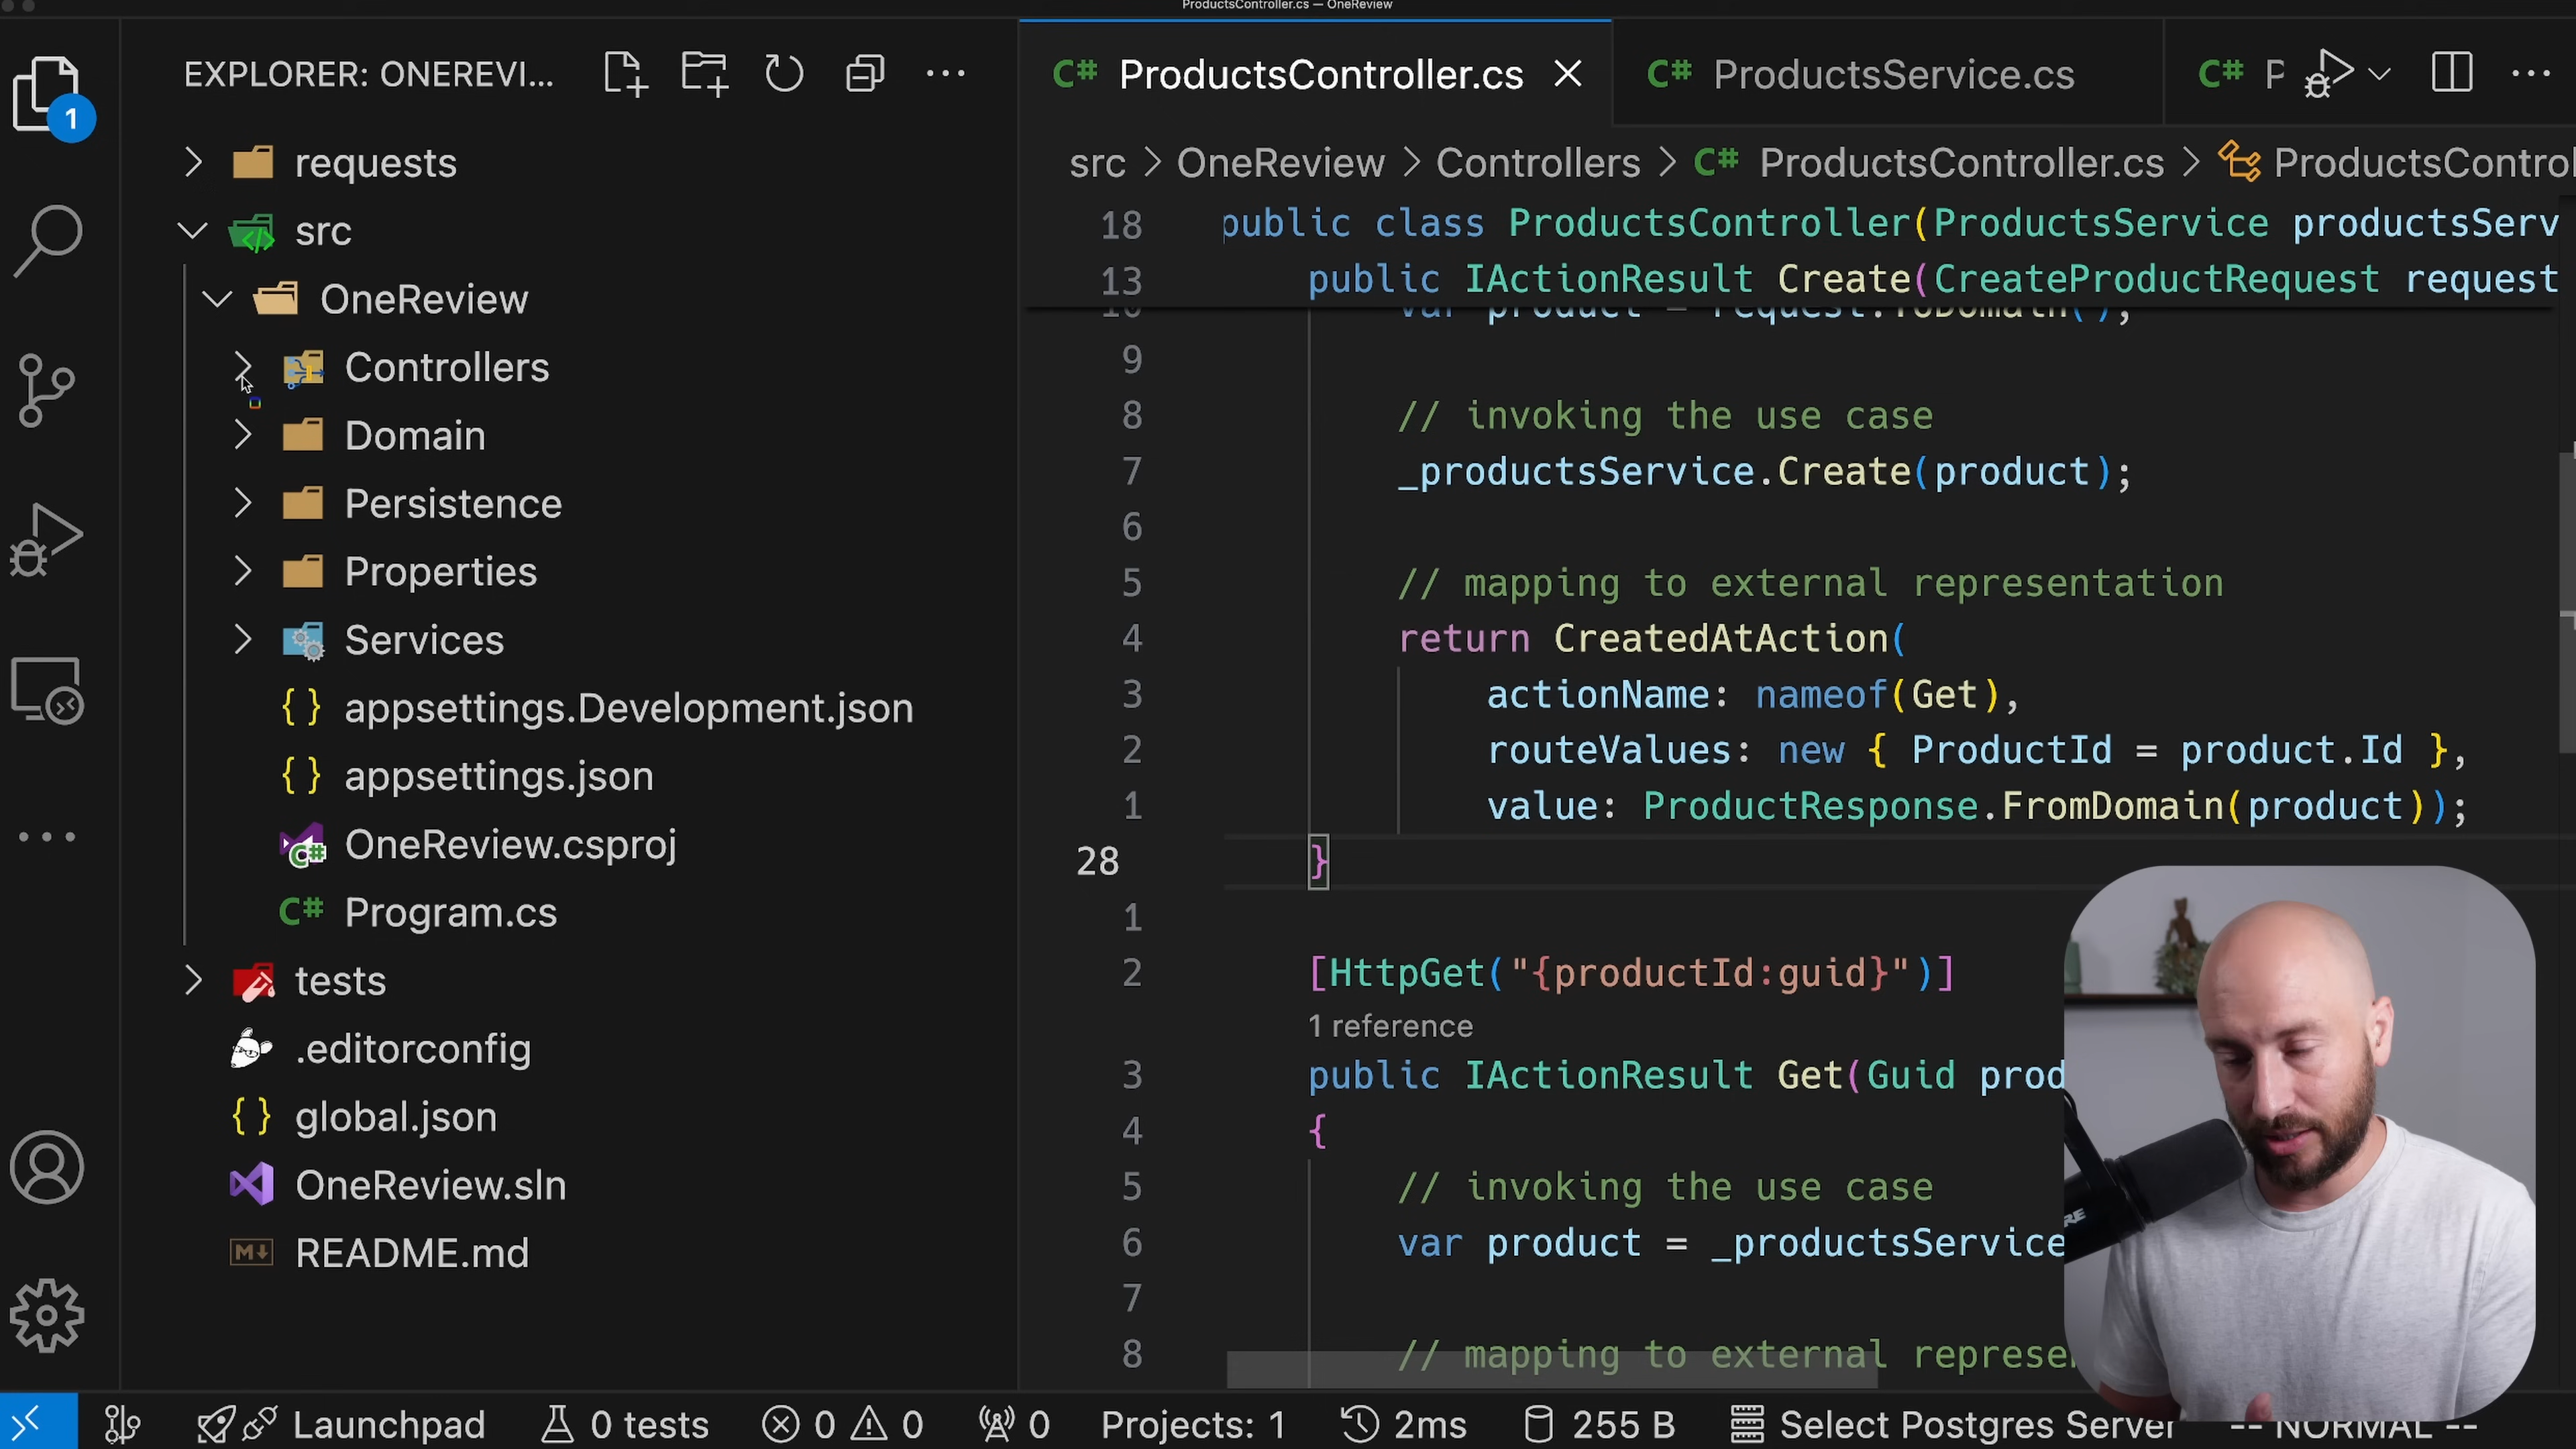 ProductsController.cs — OneReview
EXPLORER: ONEREVI...
1
requests
src
OneReview
Controllers
Domain
Persistence
Properties
Services
{ } appsettings.Development.json
{ } appsettings.json
OneReview.csproj
C# Program.cs
tests
.editorconfig
{ } global.json
OneReview.sln
README.md
C# ProductsController.cs
C# ProductsService.cs
C# P
src > OneReview > Controllers > C# ProductsController.cs > ProductsControl
18 public class ProductsController(ProductsService productsServ
13 public IActionResult Create(CreateProductRequest request
10 var product = request.ToDomain();
9
8 // invoking the use case
7 _productsService.Create(product);
6
5 // mapping to external representation
4 return CreatedAtAction(
3 actionName: nameof(Get),
2 routeValues: new { ProductId = product.Id },
1 value: ProductResponse.FromDomain(product));
28 }
1
2 [HttpGet("{productId:guid}")]
1 reference
3 public IActionResult Get(Guid prod
4 {
5 // invoking the use case
6 var product = _productsService
7
8 // mapping to external represe
Launchpad
0 tests
0
0
0
Projects: 1
2ms
255 B
Select Postgres Server
-- NORMAL --